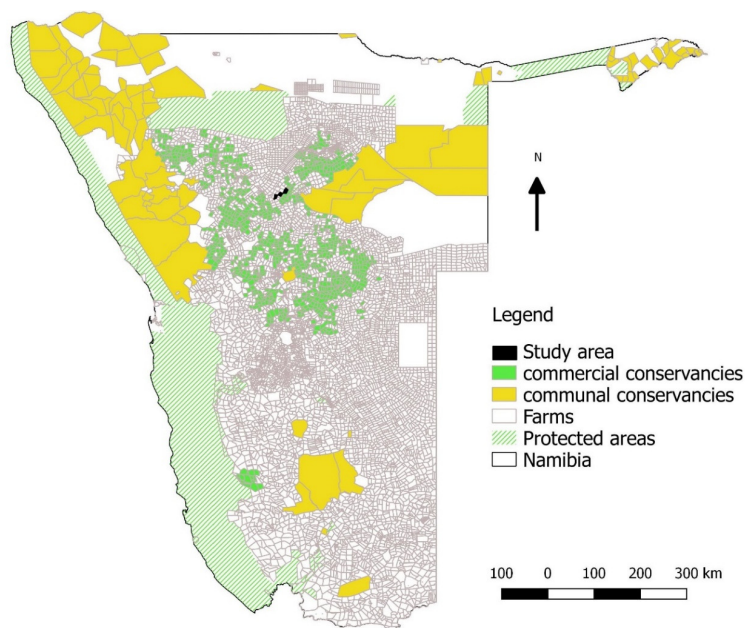 N
Legend
Study area
commercial conservancies
communal conservancies
Farms
Protected areas
Namibia
100 0 100 200 300 km